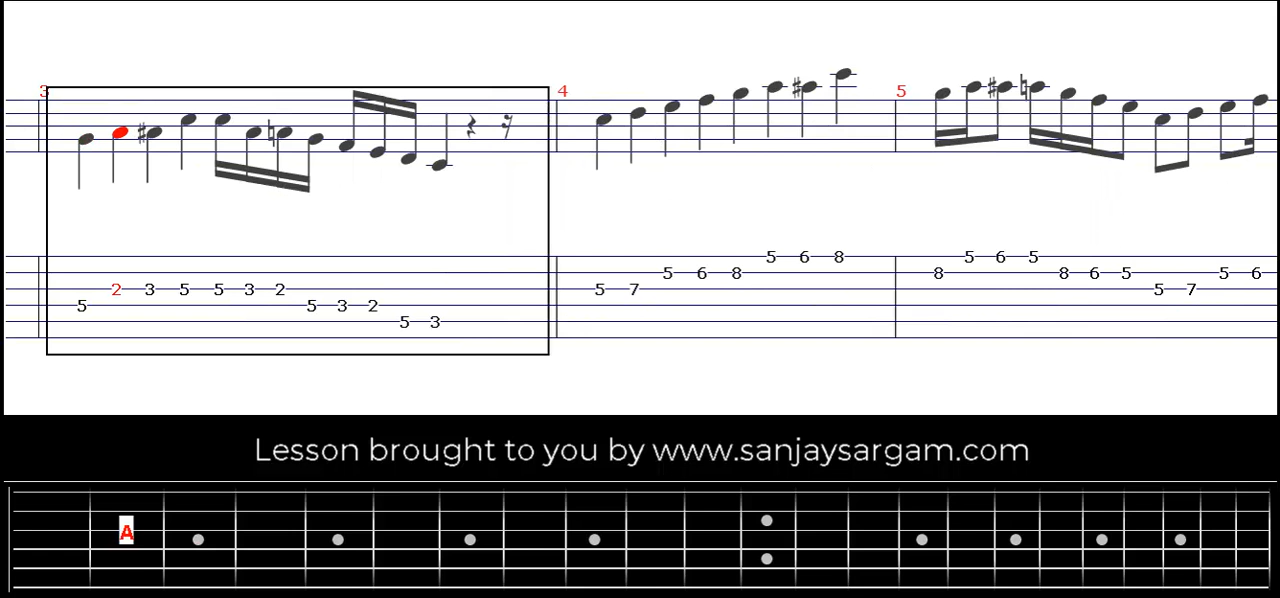 3 4 5
5 6 8 5 6 5
5 6 8 8 8 6 5 5 6
2 3 5 5 3 2 5 7 5 7
5 5 3 2
5 3
Lesson brought to you by www.sanjaysargam.com
A